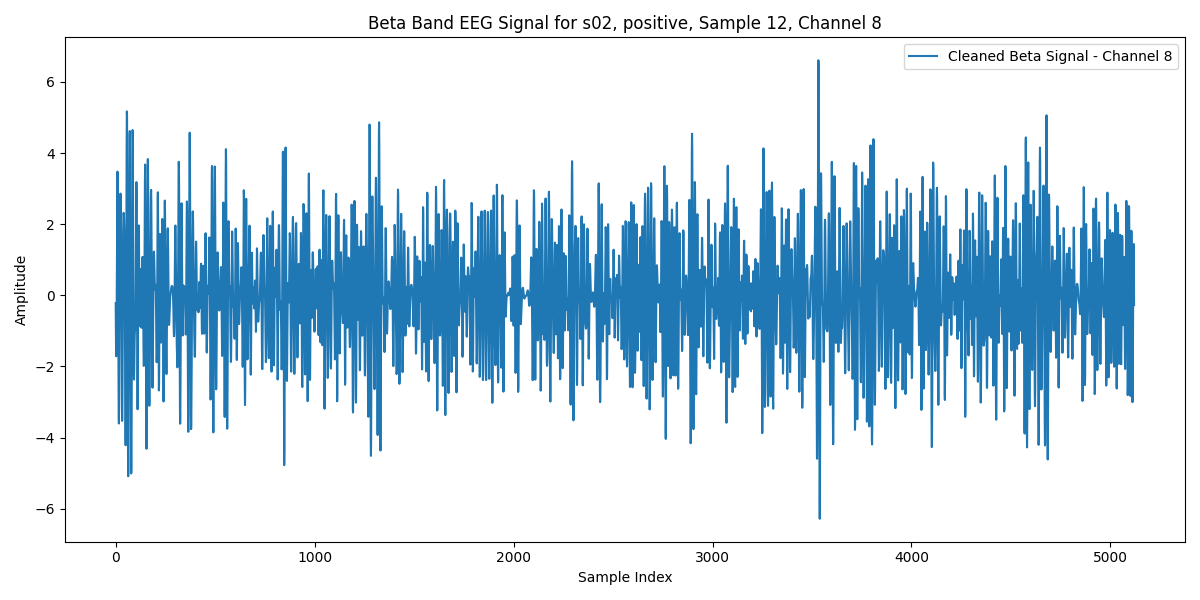 Beta Band EEG Signal for s02, positive, Sample 12, Channel 8
Cleaned Beta Signal - Channel 8
Amplitude
6
4
2
0
−2
−4
−6
0 1000 2000 3000 4000 5000
Sample Index